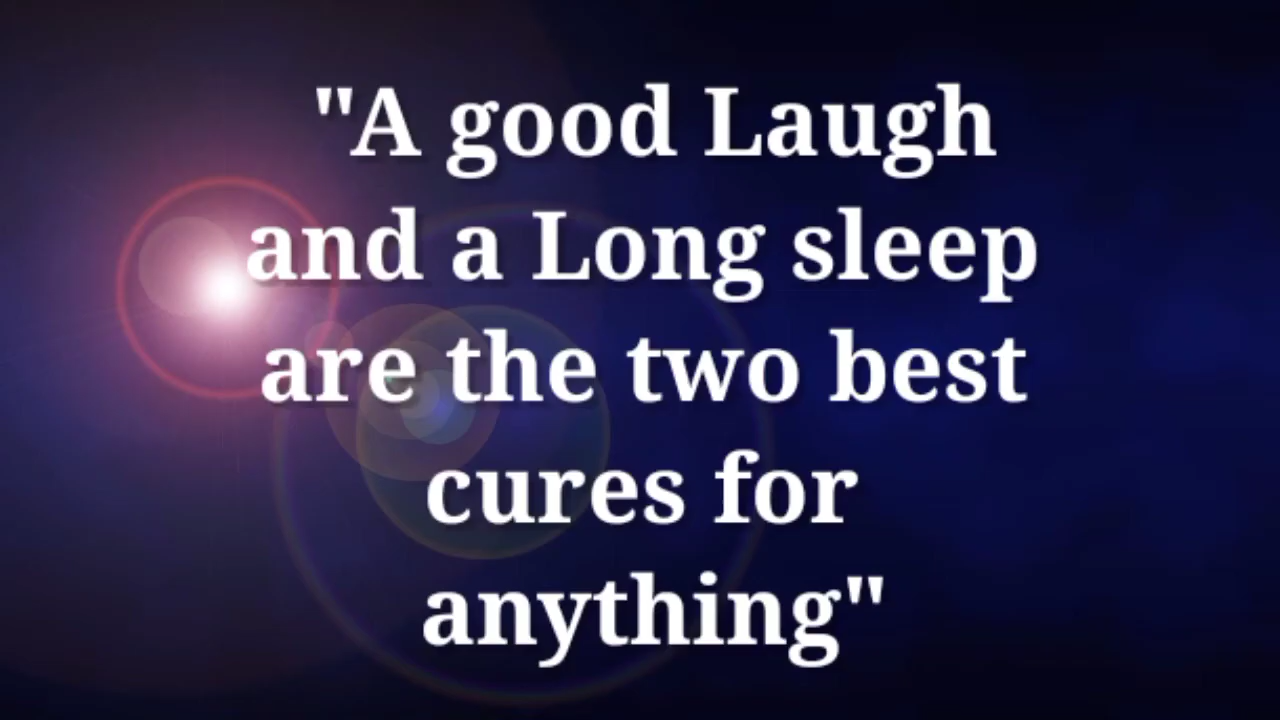 "A good Laugh
and a Long sleep
are the two best
cures for
anything"